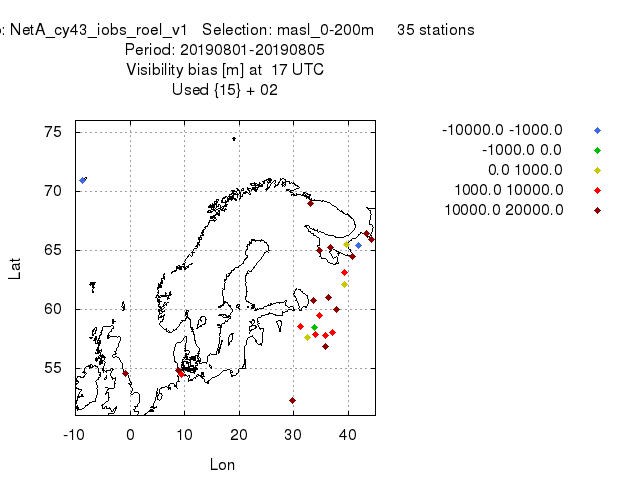 : NetA_cy43_iobs_roel_v1 Selection: masl_0-200m 35 stations
Period: 20190801-20190805
Visibility bias [m] at 17 UTC
Used {15} + 02
-10000.0 -1000.0
-1000.0 0.0
0.0 1000.0
1000.0 10000.0
10000.0 20000.0
75
70
65
60
55
Lat
-10 0 10 20 30 40
Lon